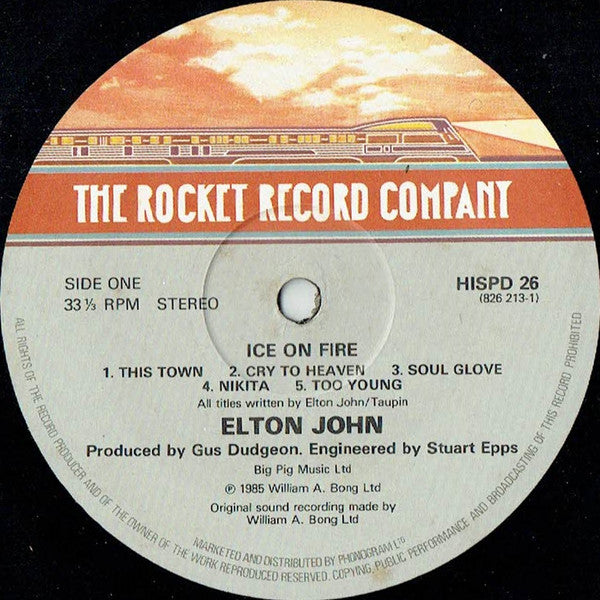 THE ROCKET RECORD COMPANY
SIDE ONE
33⅓ RPM STEREO
HISPD 26
(826 213-1)
ICE ON FIRE
1. THIS TOWN 2. CRY TO HEAVEN 3. SOUL GLOVE
4. NIKITA 5. TOO YOUNG
All titles written by Elton John/Taupin
ELTON JOHN
Produced by Gus Dudgeon. Engineered by Stuart Epps
Big Pig Music Ltd
℗ 1985 William A. Bong Ltd
Original sound recording made by
William A. Bong Ltd
MARKETED AND DISTRIBUTED BY PHONOGRAM LTD
ALL RIGHTS OF THE RECORD PRODUCER AND OF THE OWNER OF THE WORK REPRODUCED RESERVED. COPYING, PUBLIC PERFORMANCE AND BROADCASTING OF THIS RECORD PROHIBITED